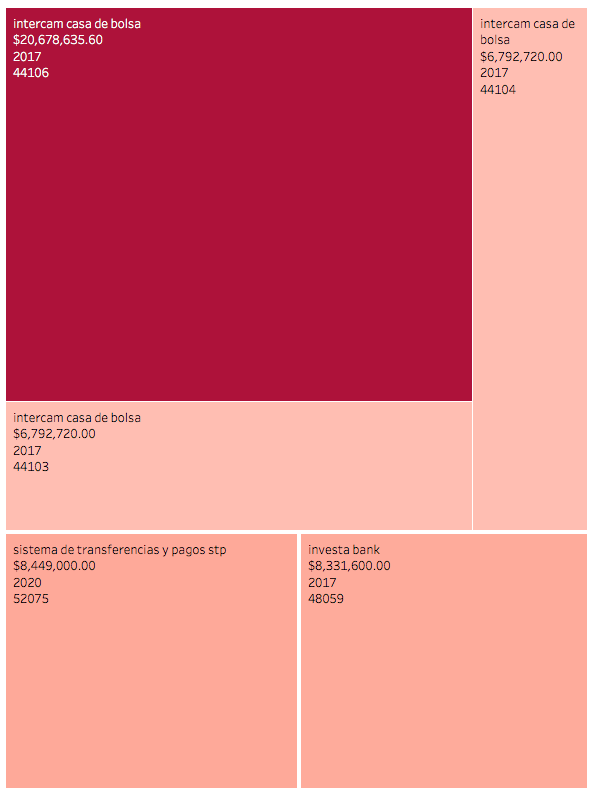 intercam casa de bolsa
$20,678,635.60
2017
44106
intercam casa de
bolsa
$6,792,720.00
2017
44104
intercam casa de bolsa
$6,792,720.00
2017
44103
sistema de transferencias y pagos stp
$8,449,000.00
2020
52075
investa bank
$8,331,600.00
2017
48059